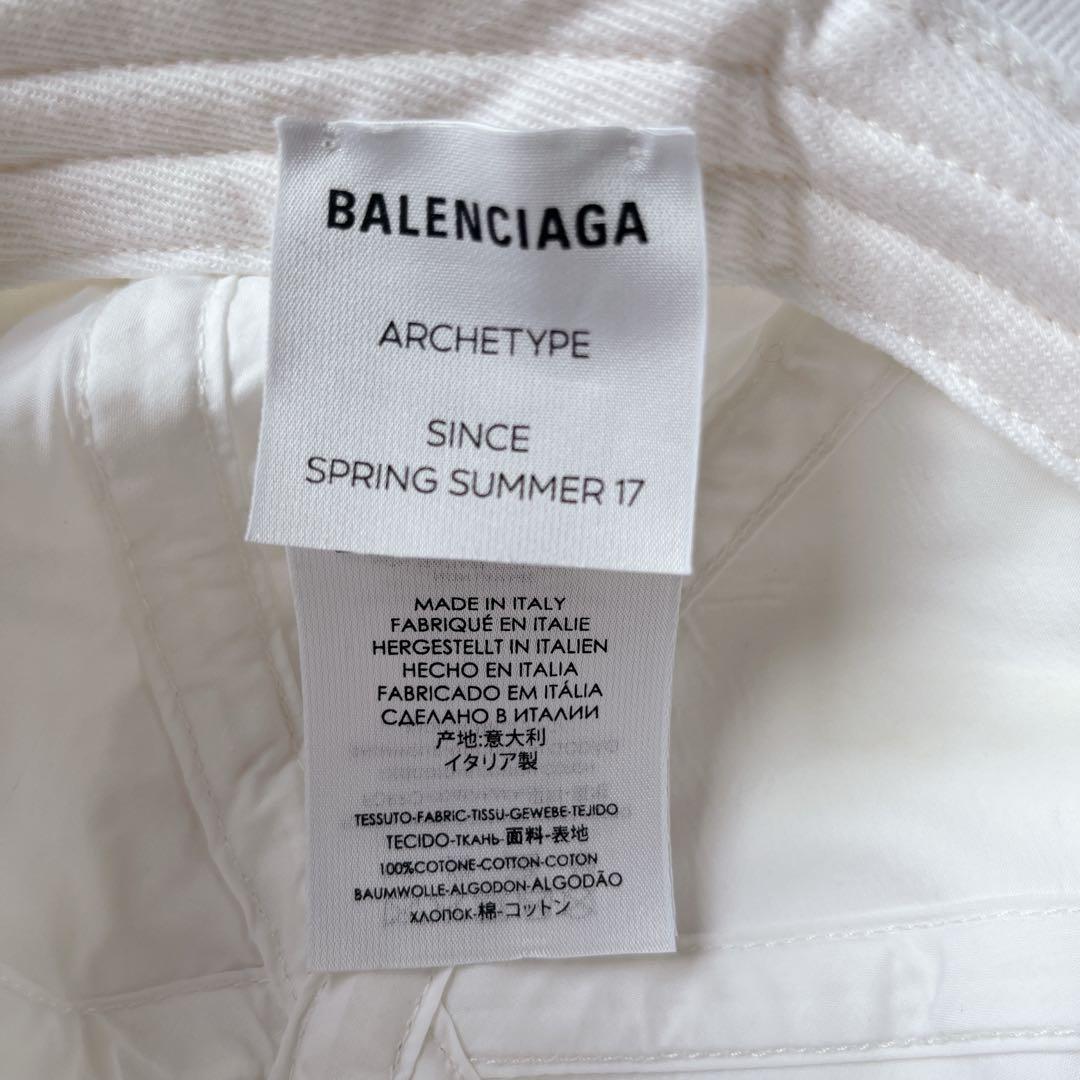 BALENCIAGA
ARCHETYPE
SINCE
SPRING SUMMER 17
MADE IN ITALY
FABRIQUÉ EN ITALIE
HERGESTELLT IN ITALIEN
HECHO EN ITALIA
FABRICADO EM ITÁLIA
СДЕЛАНО В ИТАЛИИ
产地:意大利
イタリア製
TESSUTO-FABRIC-TISSU-GEWEBE-TEJIDO
TECIDO-ТКАНЬ-面料-表地
100%COTONE-COTTON-COTON
BAUMWOLLE-ALGODON-ALGODÃO
ХЛОПОК-棉-コットン